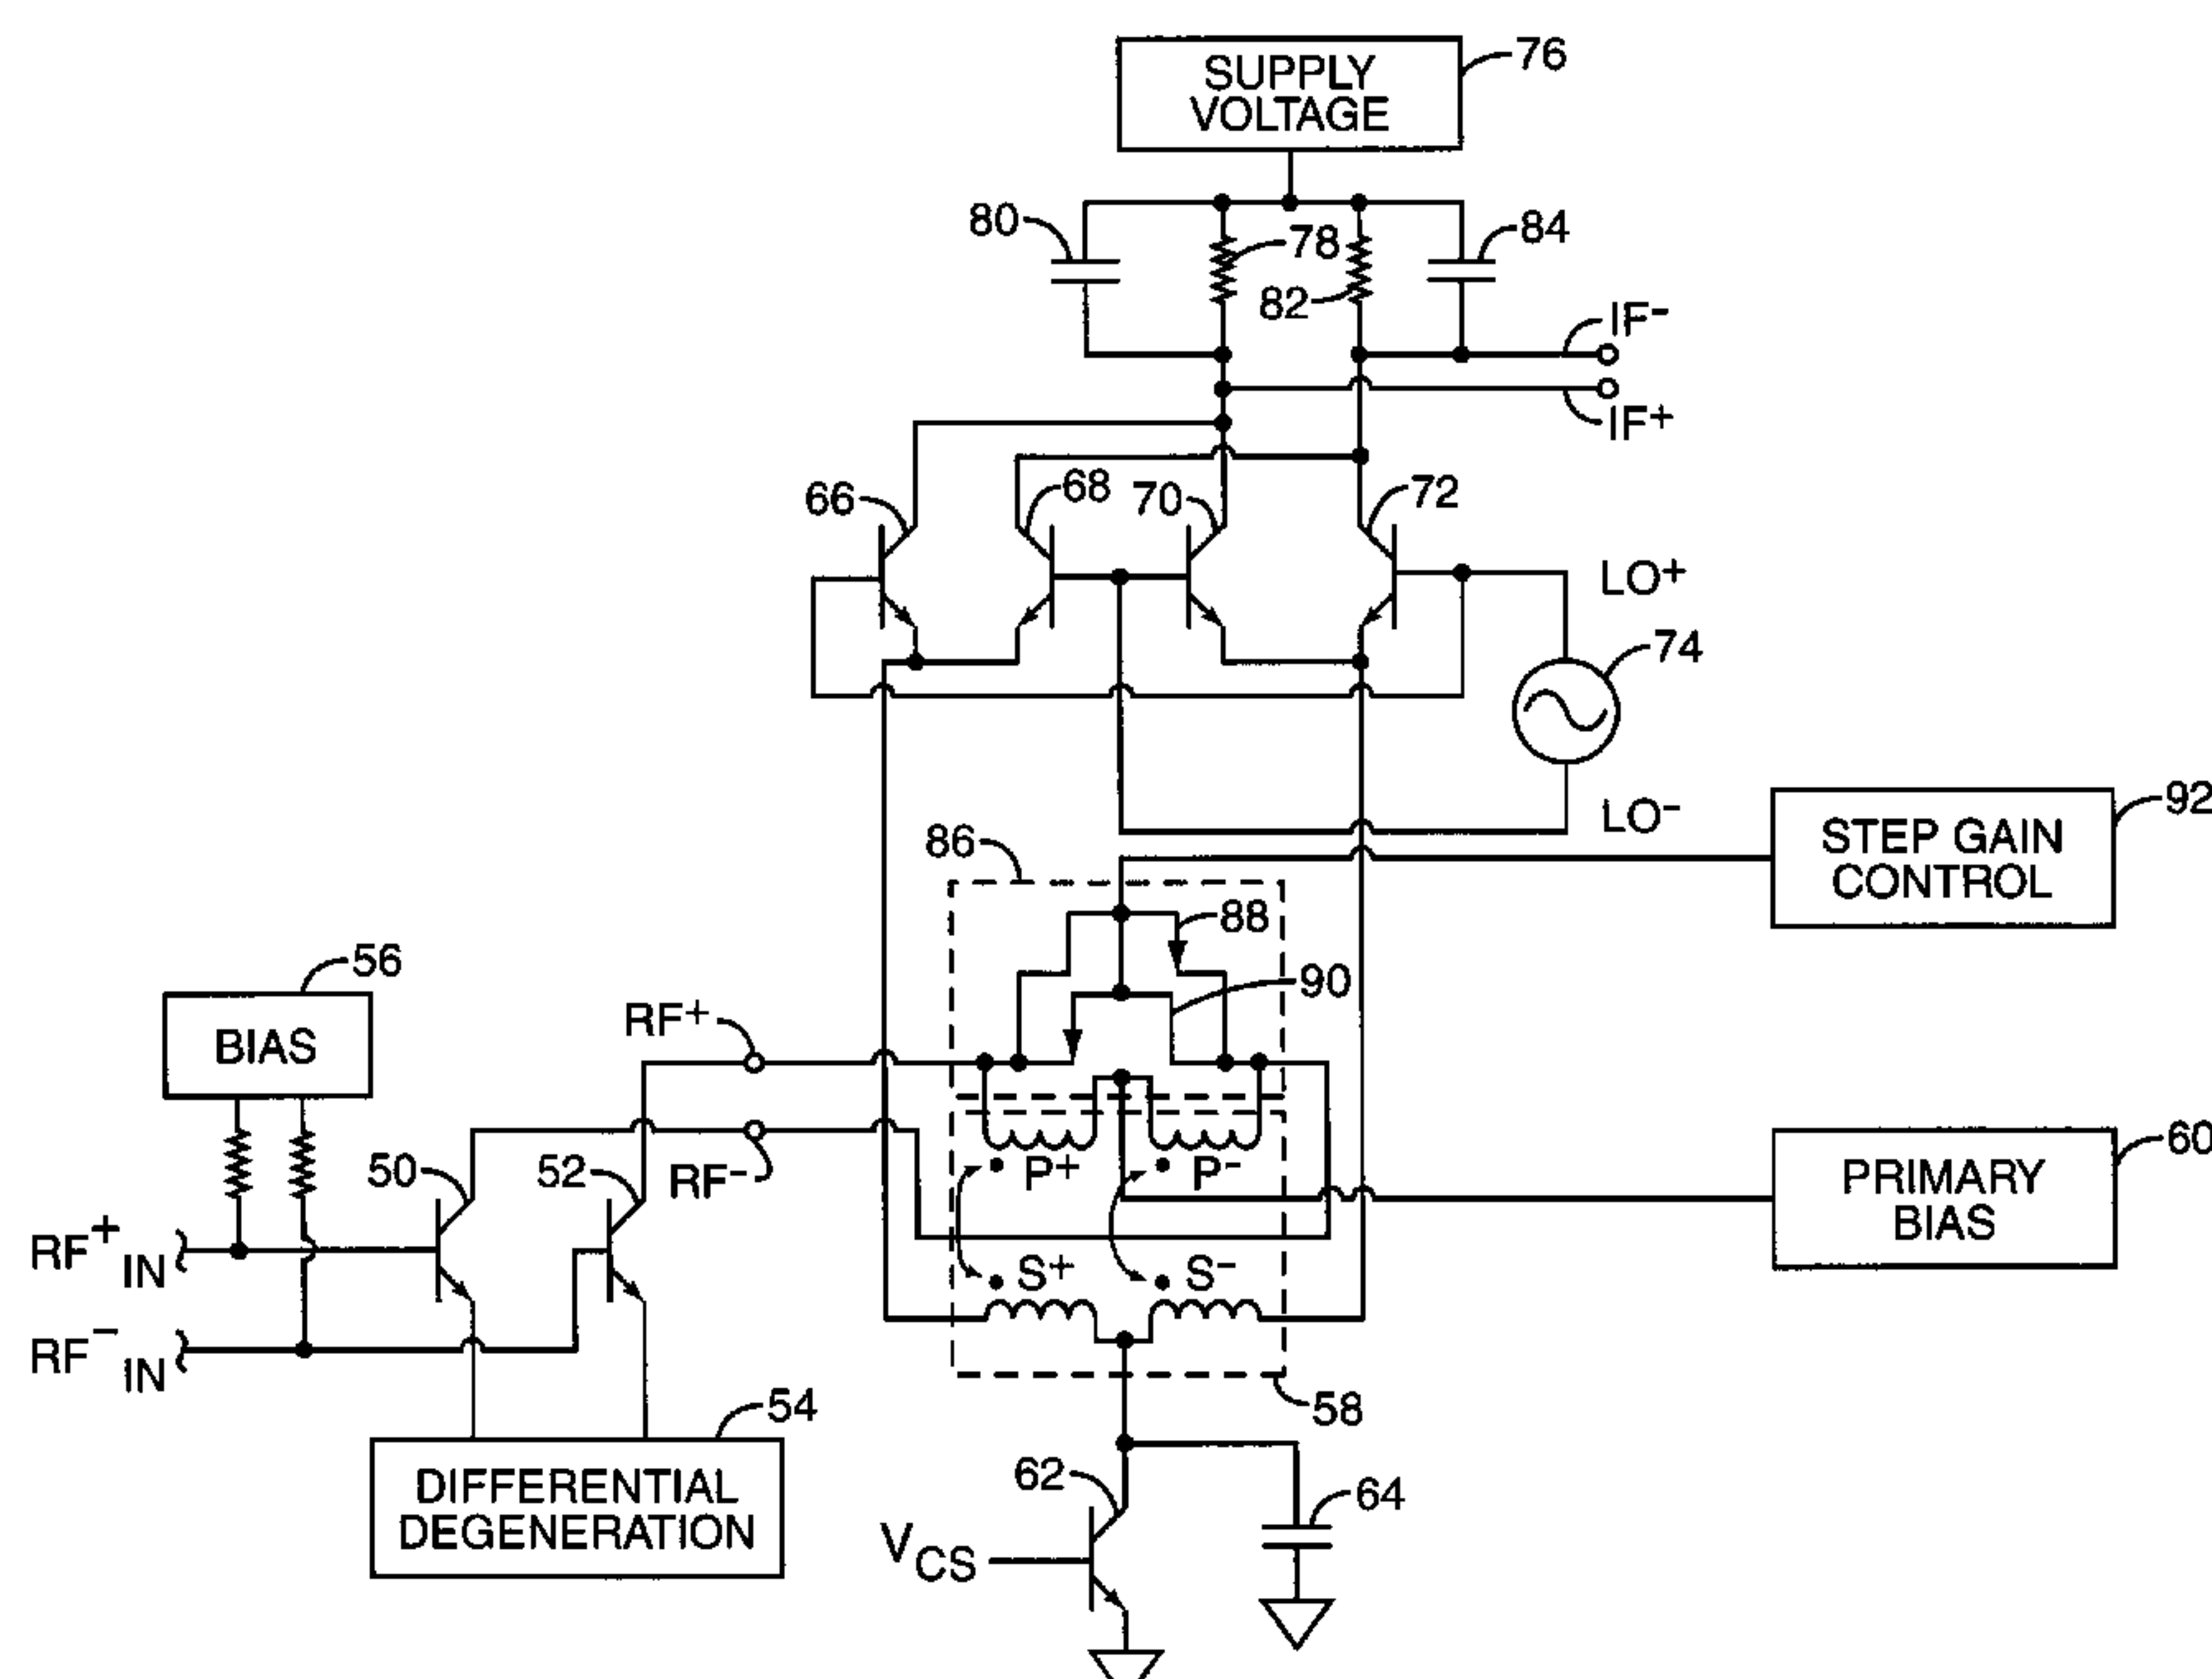 SUPPLY
VOLTAGE
76
80
78
84
82
IF-
IF+
66
68
70
72
LO+
74
LO-
92
STEP GAIN
CONTROL
86
88
56
90
BIAS
RF+
60
PRIMARY
BIAS
50
52
RF-
P+
P-
RF+ IN
S+
S-
RF- IN
54
58
DIFFERENTIAL
DEGENERATION
62
64
VCS